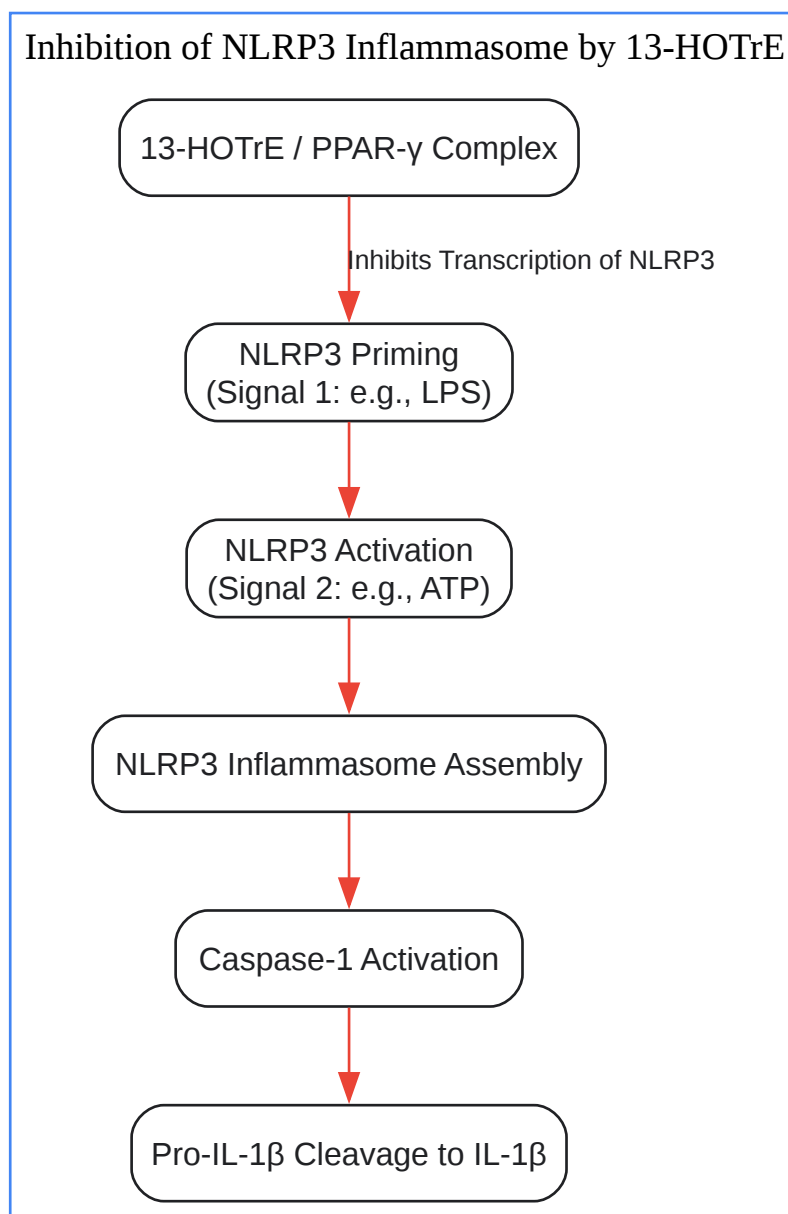 Inhibition of NLRP3 Inflammasome by 13-HOTrE
13-HOTrE / PPAR-γ Complex
Inhibits Transcription of NLRP3
NLRP3 Priming
(Signal 1: e.g., LPS)
NLRP3 Activation
(Signal 2: e.g., ATP)
NLRP3 Inflammasome Assembly
Caspase-1 Activation
Pro-IL-1β Cleavage to IL-1β